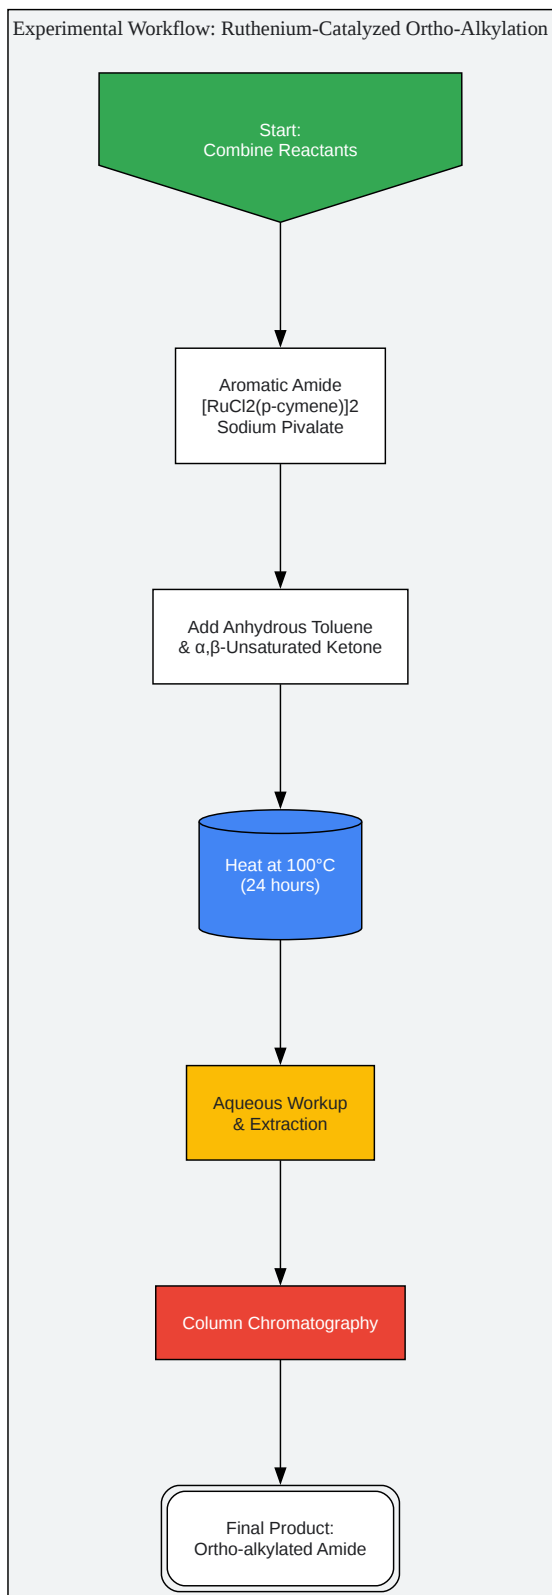 Experimental Workflow: Ruthenium-Catalyzed Ortho-Alkylation
Start:
Combine Reactants
Aromatic Amide
[RuCl2(p-cymene)]2
Sodium Pivalate
Add Anhydrous Toluene
& α,β-Unsaturated Ketone
Heat at 100°C
(24 hours)
Aqueous Workup
& Extraction
Column Chromatography
Final Product:
Ortho-alkylated Amide